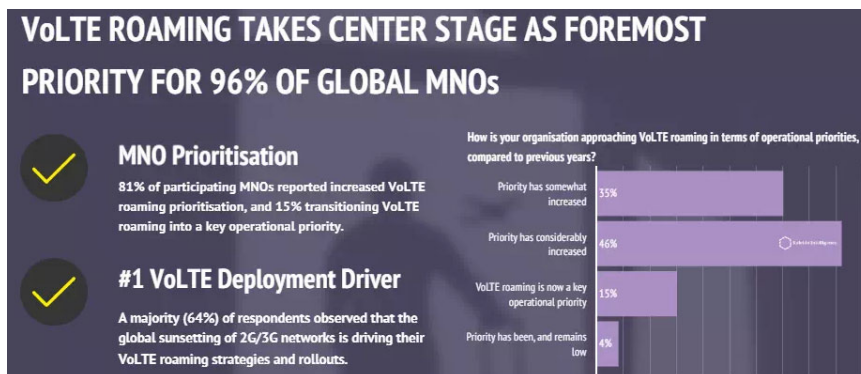 VoLTE ROAMING TAKES CENTER STAGE AS FOREMOST
PRIORITY FOR 96% OF GLOBAL MNOs
MNO Prioritisation
81% of participating MNOs reported increased VoLTE
roaming prioritisation, and 15% transitioning VoLTE
roaming into a key operational priority.
#1 VoLTE Deployment Driver
A majority (64%) of respondents observed that the
global sunsetting of 2G/3G networks is driving their
VoLTE roaming strategies and rollouts.
How is your organisation approaching VoLTE roaming in terms of operational priorities,
compared to previous years?
Priority has somewhat
increased
35%
Priority has considerably
increased
46%
VoLTE roaming is now a key
operational priority
15%
Priority has been, and remains
low
4%